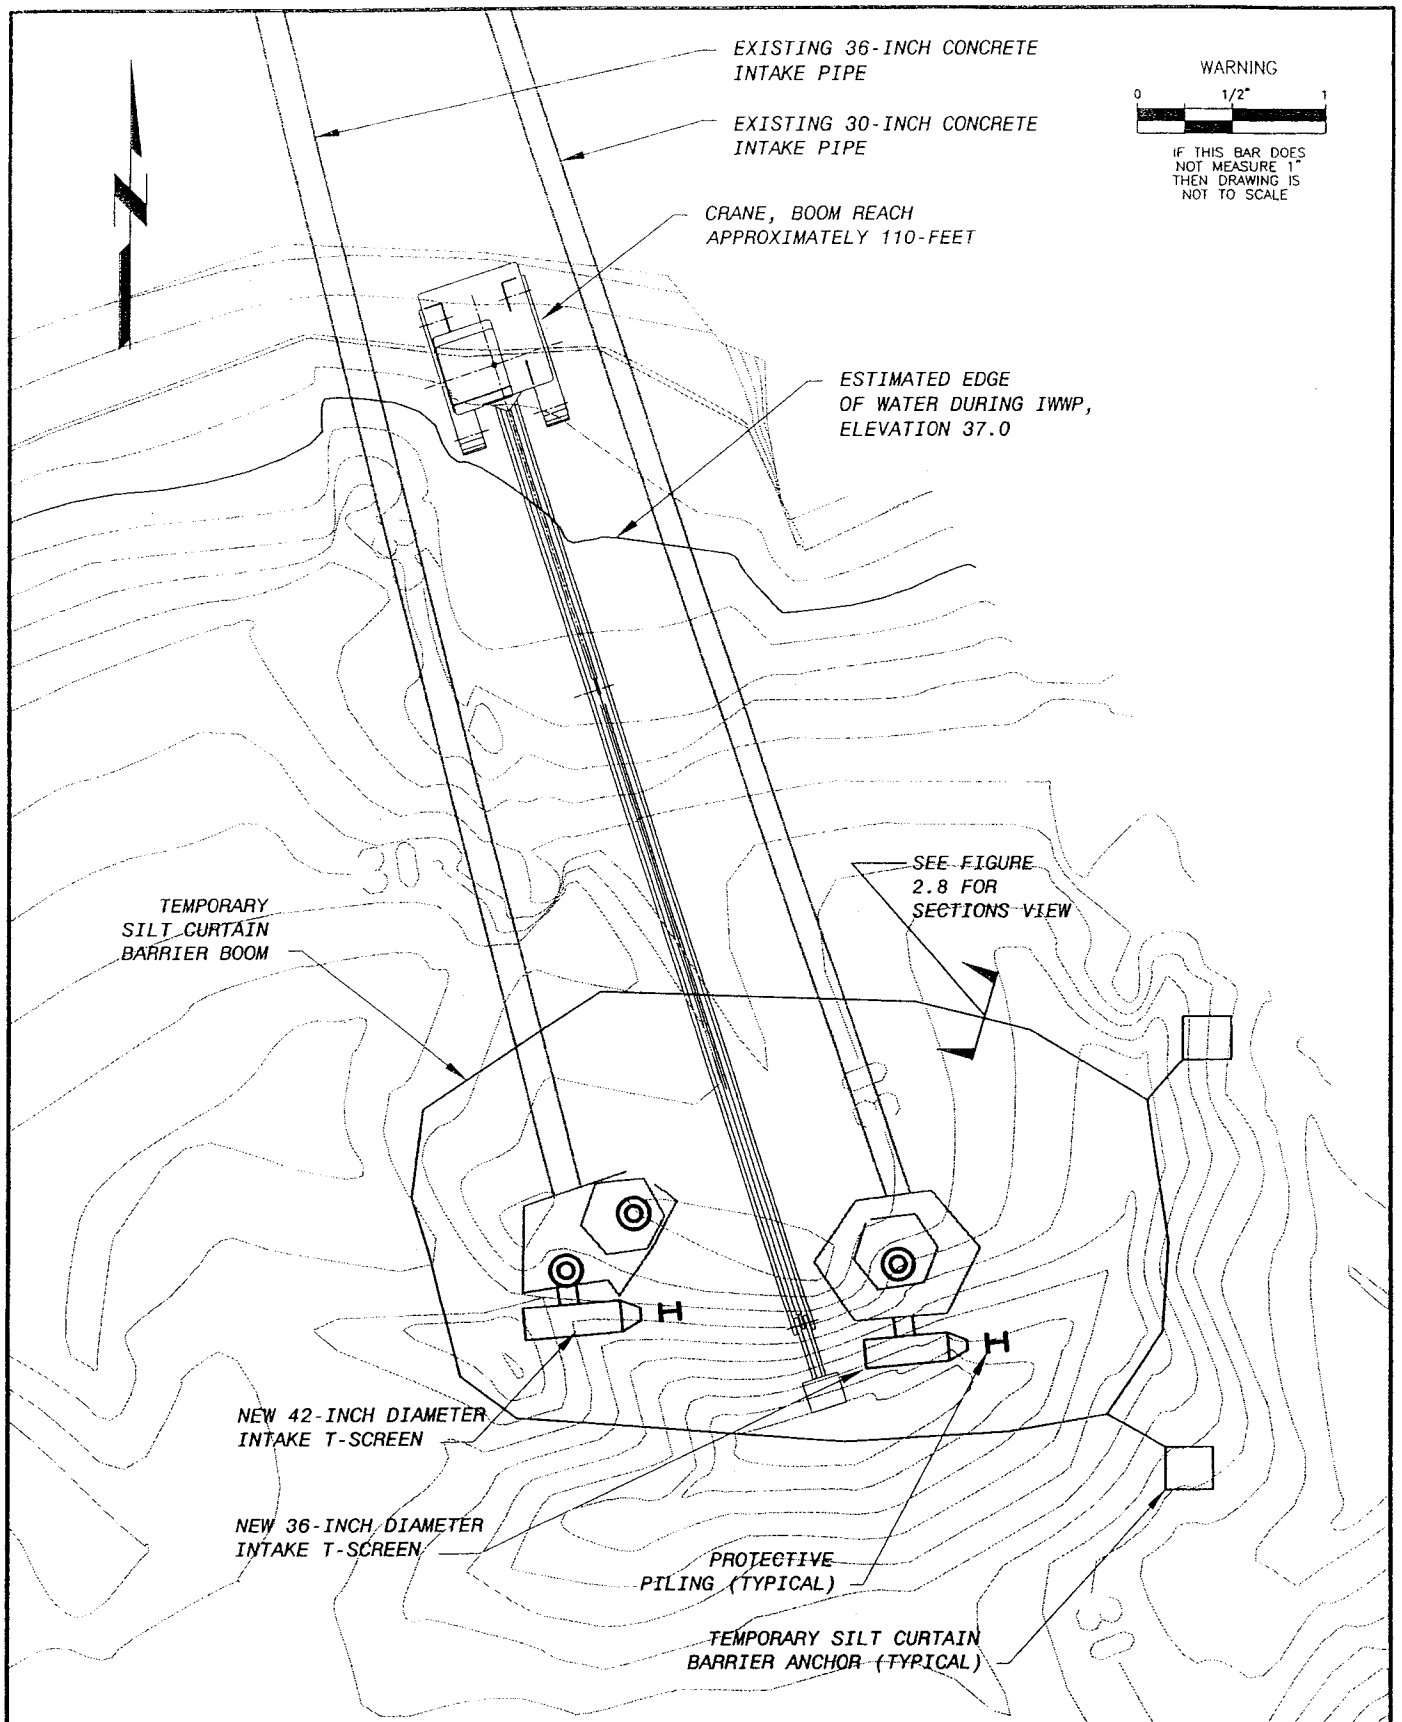 EXISTING 36-INCH CONCRETE
INTAKE PIPE
WARNING
0 1/2" 1
IF THIS BAR DOES
NOT MEASURE 1"
THEN DRAWING IS
NOT TO SCALE
EXISTING 30-INCH CONCRETE
INTAKE PIPE
N
CRANE, BOOM REACH
APPROXIMATELY 110-FEET
ESTIMATED EDGE
OF WATER DURING IWWP,
ELEVATION 37.0
30
SEE FIGURE
2.8 FOR
SECTIONS VIEW
TEMPORARY
SILT CURTAIN
BARRIER BOOM
30
NEW 42-INCH DIAMETER
INTAKE T-SCREEN
NEW 36-INCH DIAMETER
INTAKE T-SCREEN
PROTECTIVE
PILING (TYPICAL)
TEMPORARY SILT CURTAIN
BARRIER ANCHOR (TYPICAL)
30